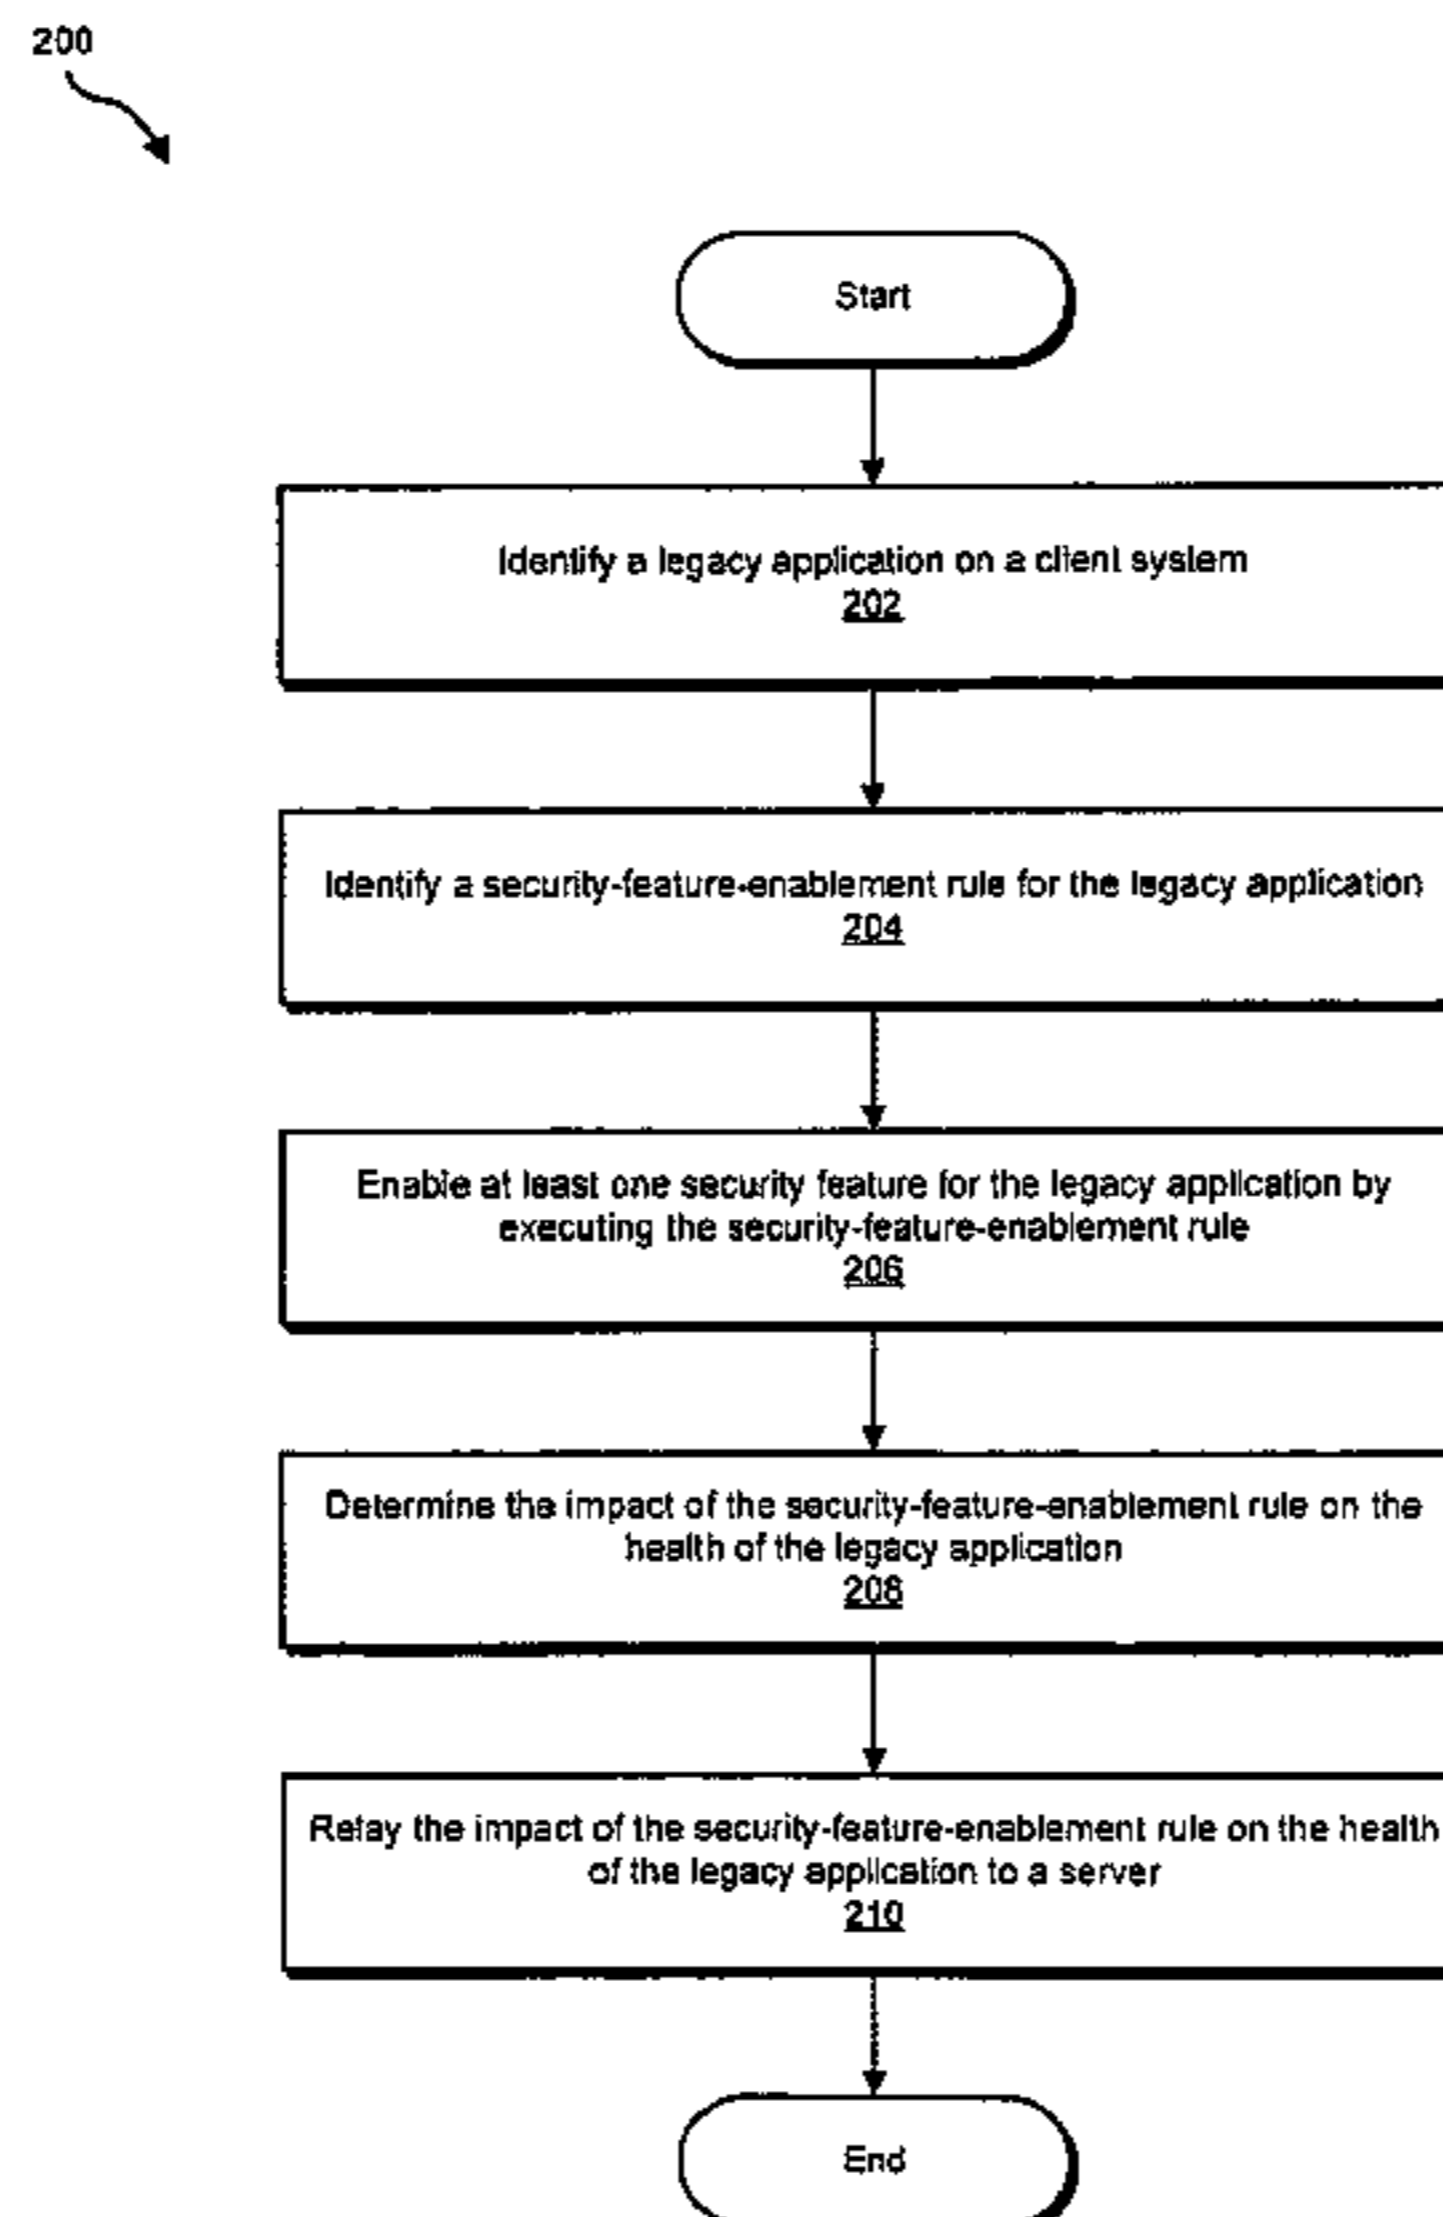 200
Start
Identify a legacy application on a client system
202
Identify a security-feature-enablement rule for the legacy application
204
Enable at least one security feature for the legacy application by
executing the security-feature-enablement rule
206
Determine the impact of the security-feature-enablement rule on the
health of the legacy application
208
Relay the impact of the security-feature-enablement rule on the health
of the legacy application to a server
210
End